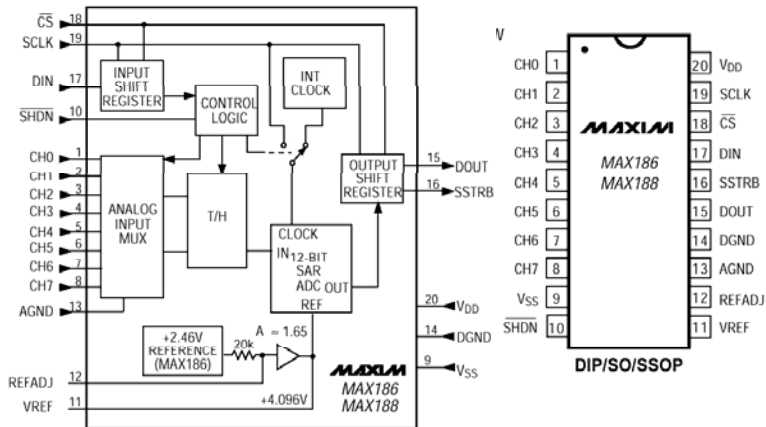 CS 18
SCLK 19
DIN 17
SHDN 10
CH0 1
CH1 2
CH2 3
CH3 4
CH4 5
CH5 6
CH6 7
CH7 8
AGND 13
REFADJ 12
VREF 11
INPUT
SHIFT
REGISTER
CONTROL
LOGIC
INT
CLOCK
ANALOG
INPUT
MUX
T/H
OUTPUT
SHIFT
REGISTER
15 DOUT
16 SSTRB
CLOCK
IN 12-BIT
SAR
ADC OUT
REF
+2.46V
REFERENCE
(MAX186)
20k
A = 1.65
+4.096V
20 VDD
14 DGND
9 VSS
MAXIM
MAX186
MAX188
CH0 1
CH1 2
CH2 3
CH3 4
CH4 5
CH5 6
CH6 7
CH7 8
VSS 9
SHDN 10
MAXIM
MAX186
MAX188
20 VDD
19 SCLK
18 CS
17 DIN
16 SSTRB
15 DOUT
14 DGND
13 AGND
12 REFADJ
11 VREF
DIP/SO/SSOP